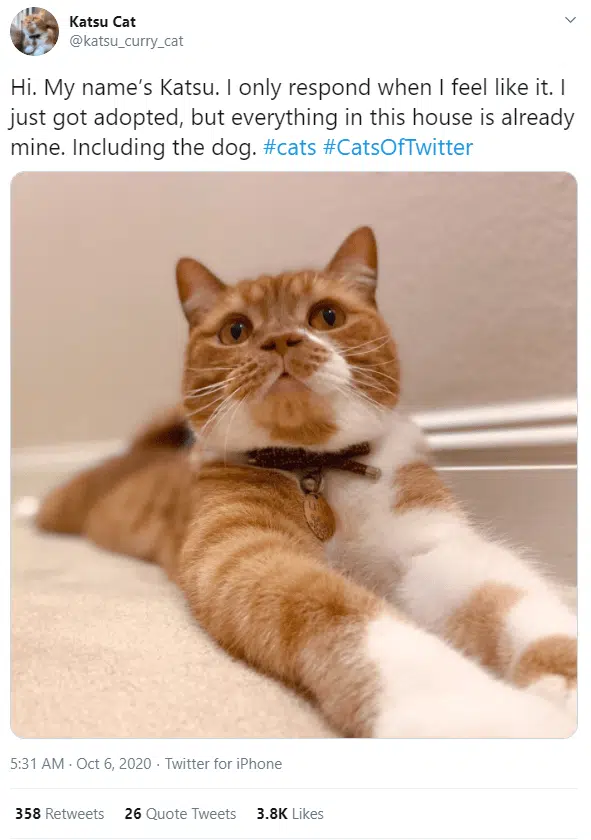 Katsu Cat
@katsu_curry_cat
Hi. My name’s Katsu. I only respond when I feel like it. I
just got adopted, but everything in this house is already
mine. Including the dog. #cats #CatsOfTwitter
5:31 AM · Oct 6, 2020 · Twitter for iPhone
358 Retweets 26 Quote Tweets 3.8K Likes